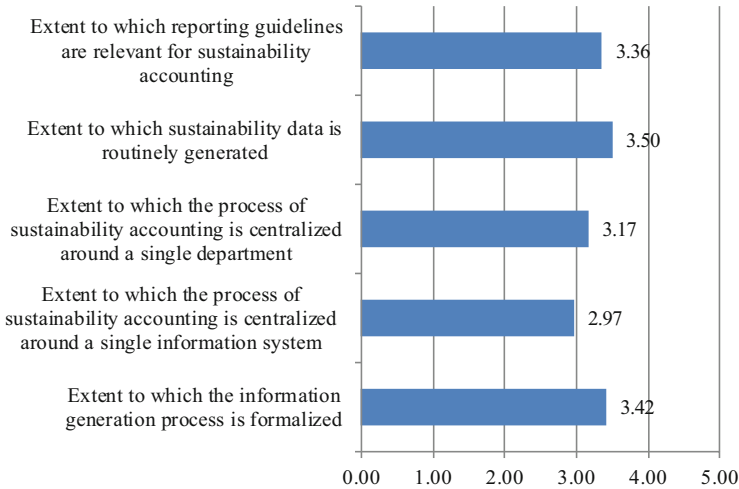 Extent to which reporting guidelines
are relevant for sustainability
accounting
3.36
Extent to which sustainability data is
routinely generated
3.50
Extent to which the process of
sustainability accounting is centralized
around a single department
3.17
Extent to which the process of
sustainability accounting is centralized
around a single information system
2.97
Extent to which the information
generation process is formalized
3.42
0.00 1.00 2.00 3.00 4.00 5.00